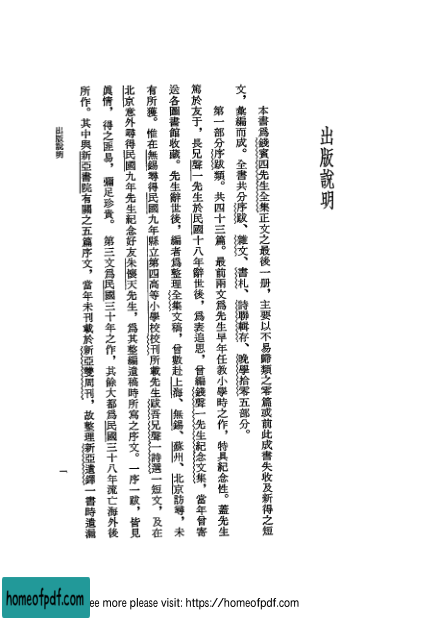 出版說明
本書爲錢賓四先生全集正文之最後一册，主要以不易歸類之零篇或前此成書失收及新得之短
文，彙編而成。全書共分序跋、雜文、書札、詩聯輯存、晚學拾零五部分。
第一部分序跋類。共四十三篇。最前兩文爲先生早年任教小學時之作，特具紀念性。蓋先生
篤於友于，長兄聲一先生於民國十八年辭世後，爲表追思，曾編錢聲一先生紀念文集，當年曾寄
送各圖書館收藏。先生辭世後，編者爲整理全集文稿，曾數赴上海、無錫、蘇州、北京訪尋，未
有所獲。惟在無錫尋得民國九年縣立第四高等小學校校刊所載先生跋吾兄聲一詩選一短文，及在
北京意外尋得民國九年先生紀念好友朱懷天先生，爲其整編遺稿時所寫之序文。一序一跋，皆見
眞情，得之匪易，彌足珍貴。第三文爲民國三十年之作，其餘大都爲民國三十八年流亡海外後
所作。其中與新亞書院有關之五篇序文，當年未刊載於新亞雙周刊，故整理新亞遺鐸一書時遺漏
出版說明
一
homeofpdf.com
ee more please visit: https://homeofpdf.com